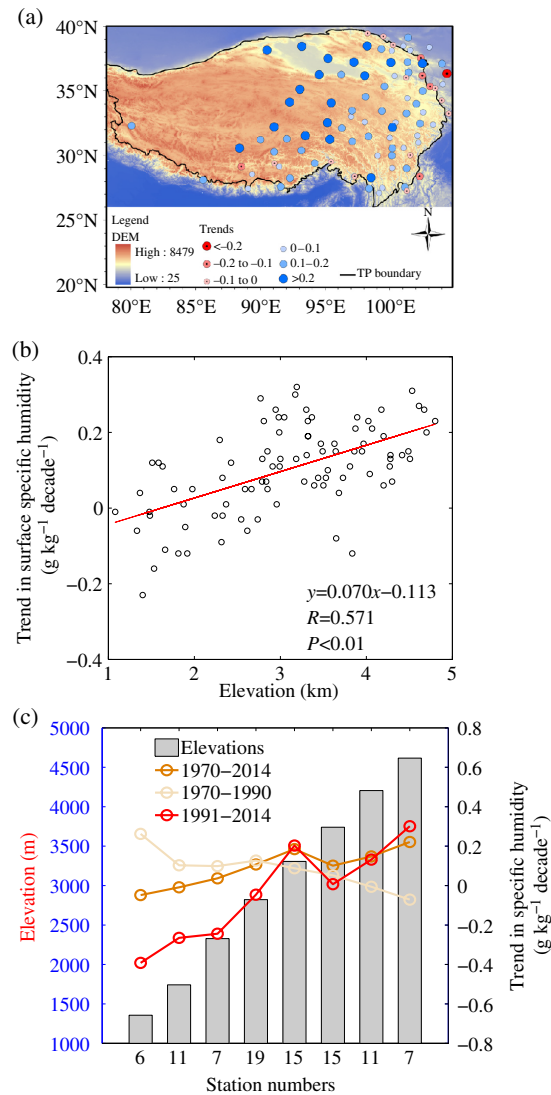 (a)
40°N
35°N
30°N
25°N
20°N
N
Legend
DEM
High : 8479
Low : 25
Trends
<−0.2
−0.2 to −0.1
−0.1 to 0
0−0.1
0.1−0.2
>0.2
TP boundary
80°E 85°E 90°E 95°E 100°E
(b)
Trend in surface specific humidity
(g kg−1 decade−1)
0.4
0.2
0
−0.2
−0.4
y=0.070x−0.113
R=0.571
P<0.01
1 2 3 4 5
Elevation (km)
(c)
Elevation (m)
5000
4500
4000
3500
3000
2500
2000
1500
1000
Elevations
1970−2014
1970−1990
1991−2014
0.8
0.6
0.4
0.2
0
−0.2
−0.4
−0.6
−0.8
Trend in specific humidity
(g kg−1 decade−1)
6 11 7 19 15 15 11 7
Station numbers